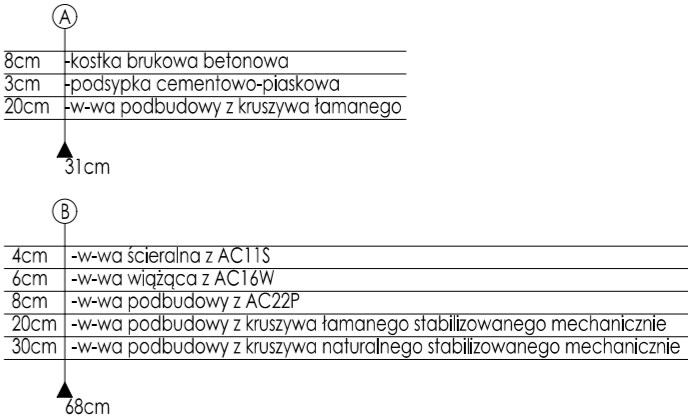 A
8cm -kostka brukowa betonowa
3cm -podsypka cementowo-piaskowa
20cm -w-wa podbudowy z kruszywa łamanego
31cm
B
4cm -w-wa ścieralna z AC11S
6cm -w-wa wiążąca z AC16W
8cm -w-wa podbudowy z AC22P
20cm -w-wa podbudowy z kruszywa łamanego stabilizowanego mechanicznie
30cm -w-wa podbudowy z kruszywa naturalnego stabilizowanego mechanicznie
68cm